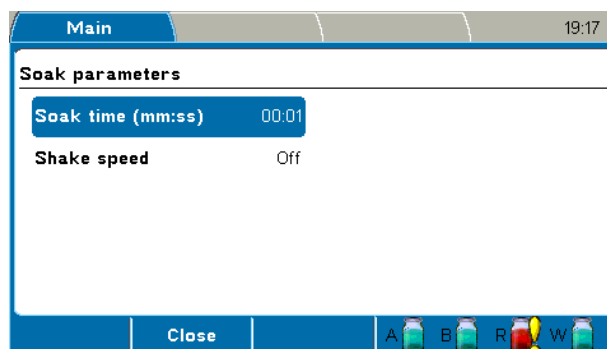 Main 19:17
Soak parameters
Soak time (mm:ss) 00:01
Shake speed Off
Close A B R W